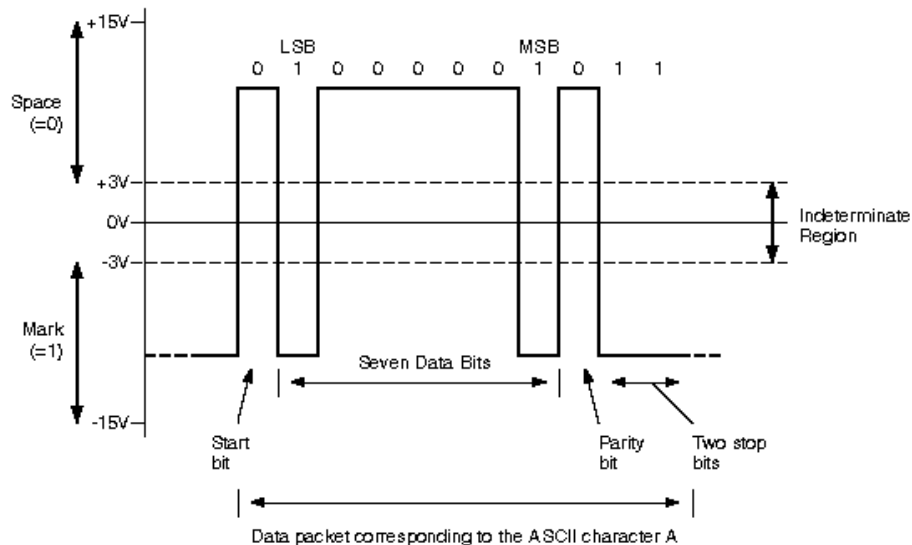 +15V
LSB MSB
0 1 0 0 0 0 0 1 0 1 1
Space
(=0)
+3V
0V
Indeterminate
Region
-3V
Mark
(=1)
Seven Data Bits
-15V
Start
bit
Parity
bit
Two stop
bits
Data packet corresponding to the ASCII character A